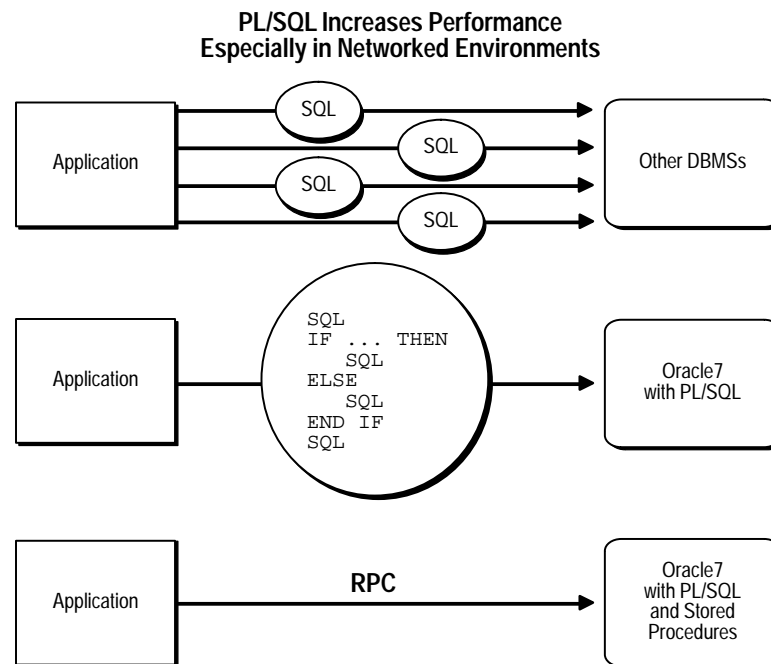 PL/SQL Increases Performance
Especially in Networked Environments
Application
SQL
SQL
SQL
SQL
Other DBMSs
Application
SQL
IF ... THEN
SQL
ELSE
SQL
END IF
SQL
Oracle7
with PL/SQL
Application
RPC
Oracle7
with PL/SQL
and Stored
Procedures